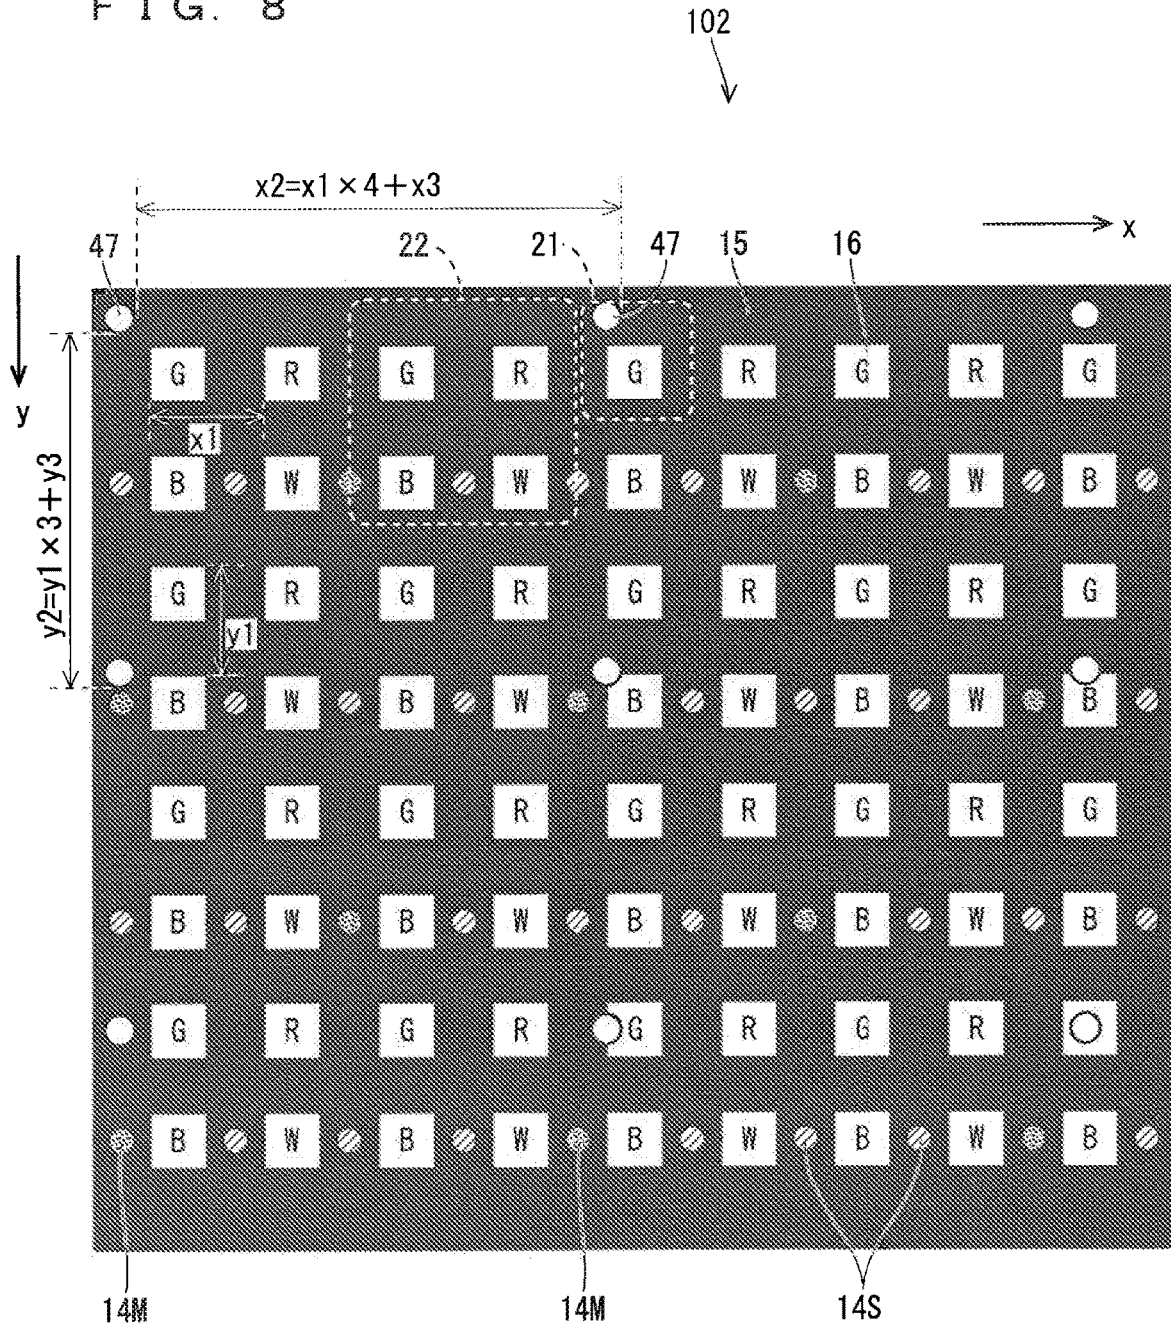 FIG. 8
102
x2=x1×4+x3
x
47 22 21 47 15 16
y
y2=y1×3+y3
G R G R G R G R G
x1
B W B W B W B W B
G R G R G R G R G
y1
B W B W B W B W B
G R G R G R G R G
B W B W B W B W B
G R G R G R G R
B W B W B W B W B
14M 14M 14S